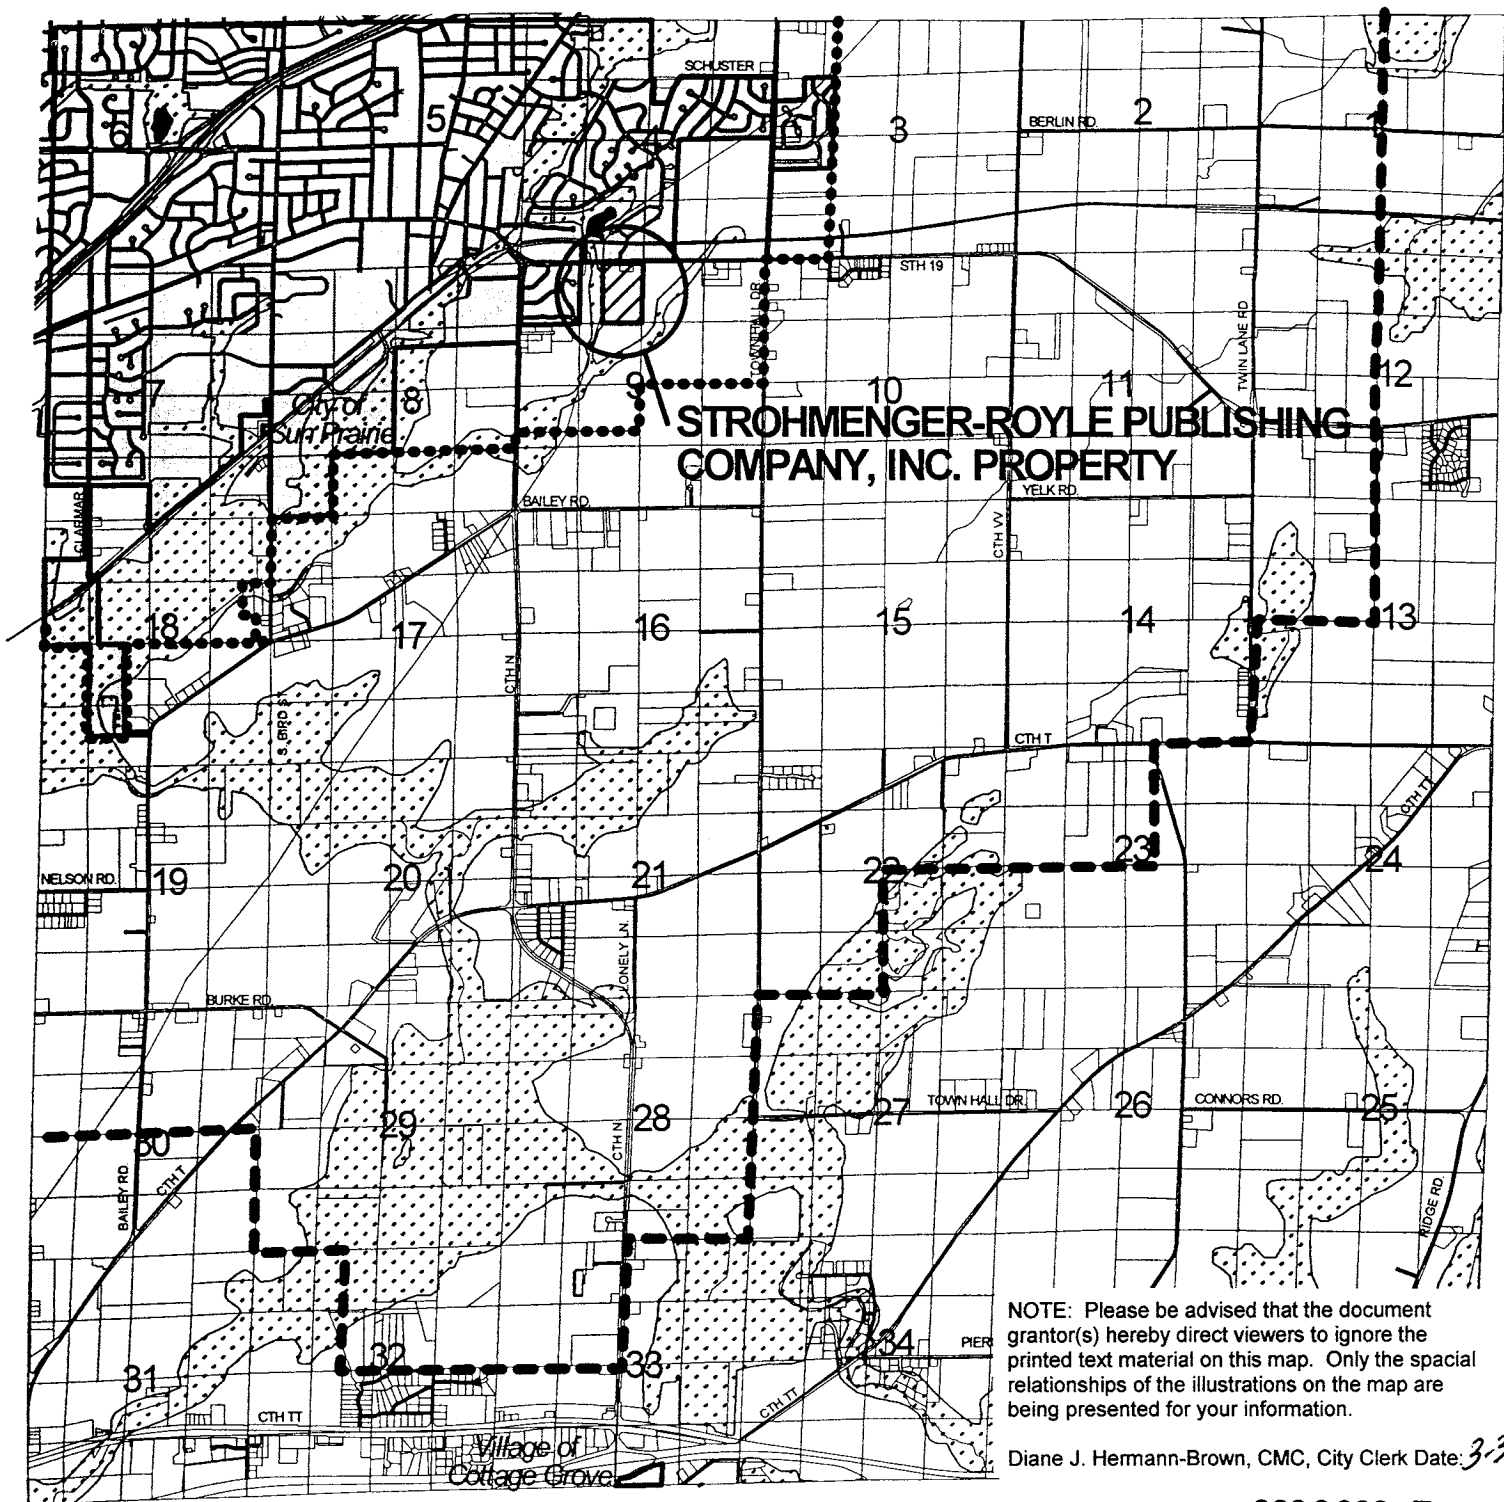 SCHUSTER
6
5
4
3
2
1
BERLIN RD.
STH 19
TOWN HALL DR
TWIN LANE RD
7
City of
Sun Prairie
8
9
10
11
12
STROHMENGER-ROYLE PUBLISHING
COMPANY, INC. PROPERTY
CLARMAR
BAILEY RD.
YELK RD.
CTH VV
18
17
16
15
14
13
CTH N
S. BIRD ST
CTH T
CTH TT
NELSON RD.
19
20
21
22
23
24
LONELY LN.
BURKE RD.
30
29
28
27
TOWN HALL DR.
26
CONNORS RD.
25
CTH N
BAILEY RD
CTH T
RIDGE RD.
31
32
33
34
CTH TT
CTH TT
Village of
Cottage Grove
NOTE: Please be advised that the document
grantor(s) hereby direct viewers to ignore the
printed text material on this map. Only the spacial
relationships of the illustrations on the map are
being presented for your information.
Diane J. Hermann-Brown, CMC, City Clerk Date: